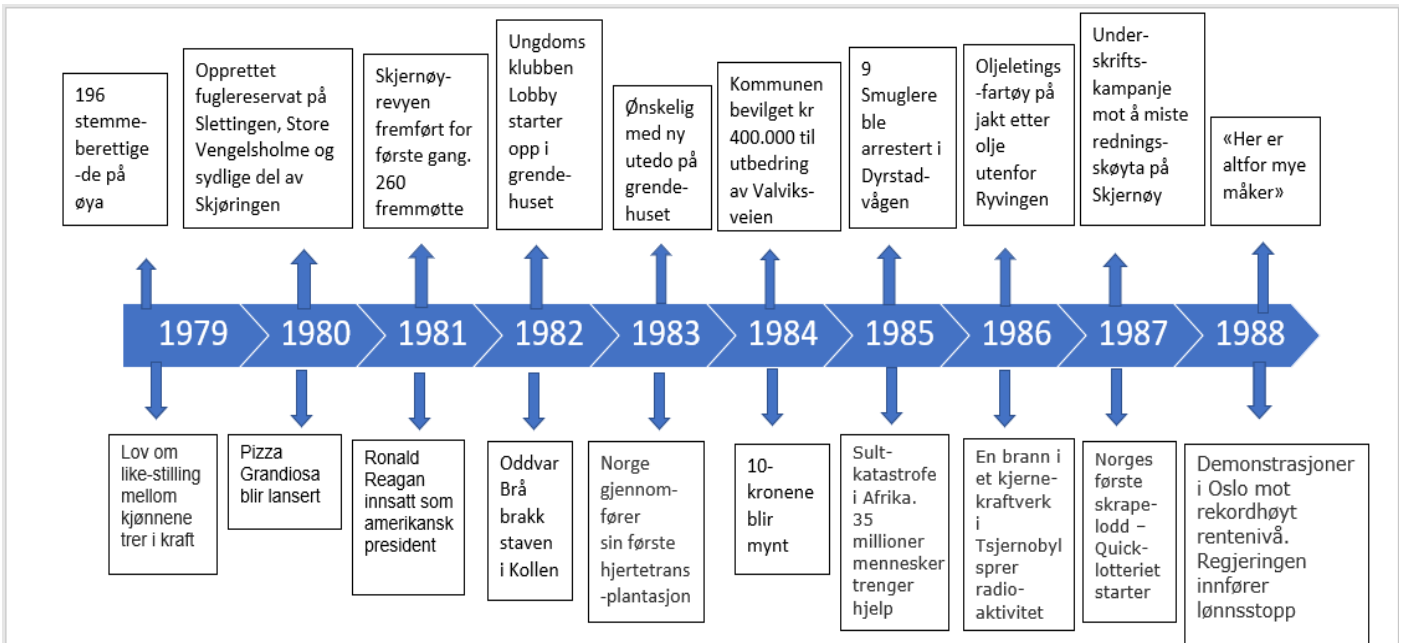 196
stemme-
berettige
-de på
øya
Opprettet
fuglereservat på
Slettingen, Store
Vengelsholme og
sydlige del av
Skjøringen
Skjernøy-
revyen
fremført for
første gang.
260
fremmøtte
Ungdoms
klubben
Lobby
starter
opp i
grende-
huset
Ønskelig
med ny
utedo på
grende-
huset
Kommunen
bevilget kr
400.000 til
utbedring
av Valviks-
veien
9
Smuglere
ble
arrestert i
Dyrstad-
vågen
Oljeletings
-fartøy på
jakt etter
olje
utenfor
Ryvingen
Under-
skrifts-
kampanje
mot å miste
rednings-
skøyta på
Skjernøy
«Her er
altfor mye
måker»
1979 1980 1981 1982 1983 1984 1985 1986 1987 1988
Lov om
like-stilling
mellom
kjønnene
trer i kraft
Pizza
Grandiosa
blir lansert
Ronald
Reagan
innsatt som
amerikansk
president
Oddvar
Brå
brakk
staven
i Kollen
Norge
gjennom-
fører
sin første
hjertetrans
-plantasjon
10-
kronene
blir
mynt
Sult-
katastrofe
i Afrika.
35
millioner
mennesker
trenger
hjelp
En brann i
et kjerne-
kraftverk
i
Tsjernobyl
sprer
radio-
aktivitet
Norges
første
skrape-
lodd –
Quick-
lotteriet
starter
Demonstrasjoner
i Oslo mot
rekordhøyt
rentenivå.
Regjeringen
innfører
lønnsstopp